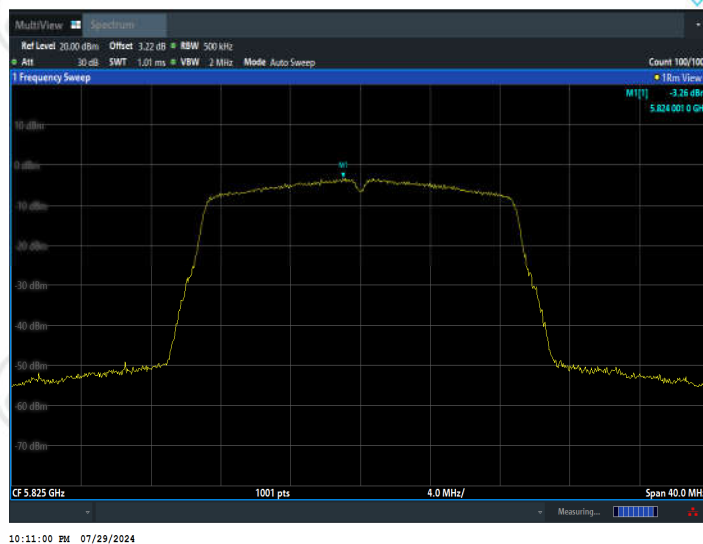 MultiView Spectrum
Ref Level 20.00 dBm Offset 3.22 dB RBW 500 kHz
Att 30 dB SWT 1.01 ms VBW 2 MHz Mode Auto Sweep Count 100/100
1 Frequency Sweep 1Rm View
M1[1] -3.26 dBm
5.824 001 0 GH
10 dBm
M1
0 dBm
-10 dBm
-20 dBm
-30 dBm
-40 dBm
-50 dBm
-60 dBm
-70 dBm
CF 5.825 GHz 1001 pts 4.0 MHz/ Span 40.0 MH
Measuring...
10:11:00 PM 07/29/2024